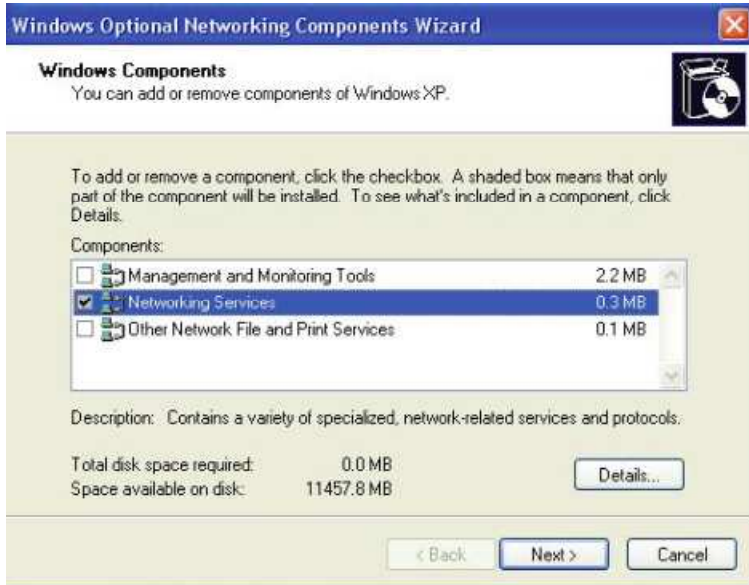 Windows Optional Networking Components Wizard
Windows Components
You can add or remove components of Windows XP.
To add or remove a component, click the checkbox. A shaded box means that only
part of the component will be installed. To see what's included in a component, click
Details.
Components:
Management and Monitoring Tools 2.2 MB
Networking Services 0.3 MB
Other Network File and Print Services 0.1 MB
Description: Contains a variety of specialized, network-related services and protocols.
Total disk space required: 0.0 MB
Space available on disk: 11457.8 MB
Details...
< Back Next > Cancel